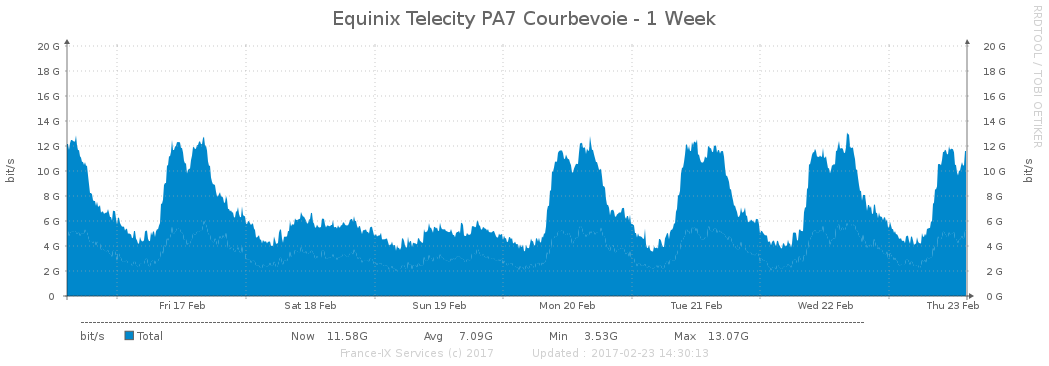 Equinix Telecity PA7 Courbevoie - 1 Week
RRDTOOL / TOBI OETIKER
bit/s
20 G
18 G
16 G
14 G
12 G
10 G
8 G
6 G
4 G
2 G
0
20 G
18 G
16 G
14 G
12 G
10 G
8 G
6 G
4 G
2 G
0 G
bit/s
Fri 17 Feb Sat 18 Feb Sun 19 Feb Mon 20 Feb Tue 21 Feb Wed 22 Feb Thu 23 Feb
bit/s Total Now 11.58G Avg 7.09G Min 3.53G Max 13.07G
France-IX Services (c) 2017 Updated : 2017-02-23 14:30:13